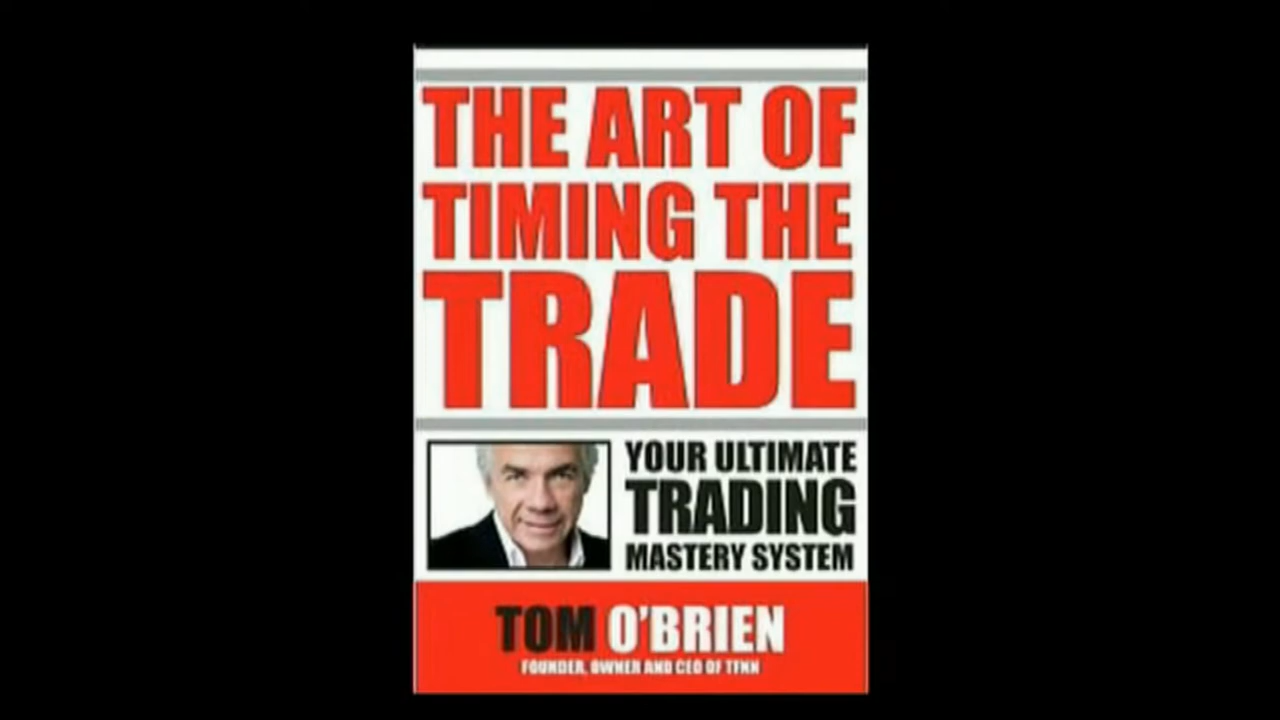 THE ART OF
TIMING THE
TRADE
YOUR ULTIMATE
TRADING
MASTERY SYSTEM
TOM O'BRIEN
FOUNDER, OWNER AND CEO OF TFNN